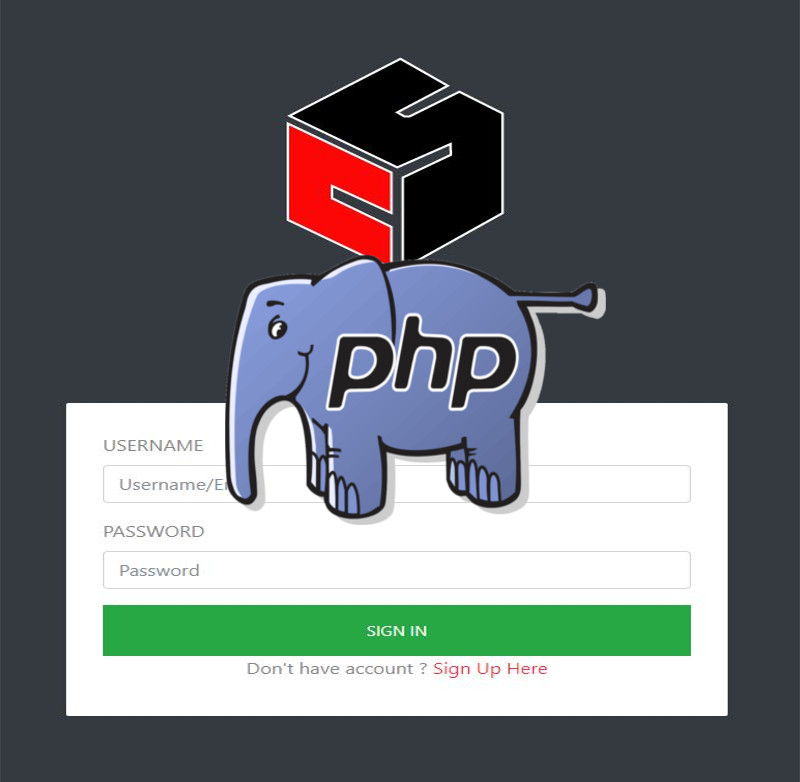 php
USERNAME
Username/E
PASSWORD
Password
SIGN IN
Don't have account ? Sign Up Here